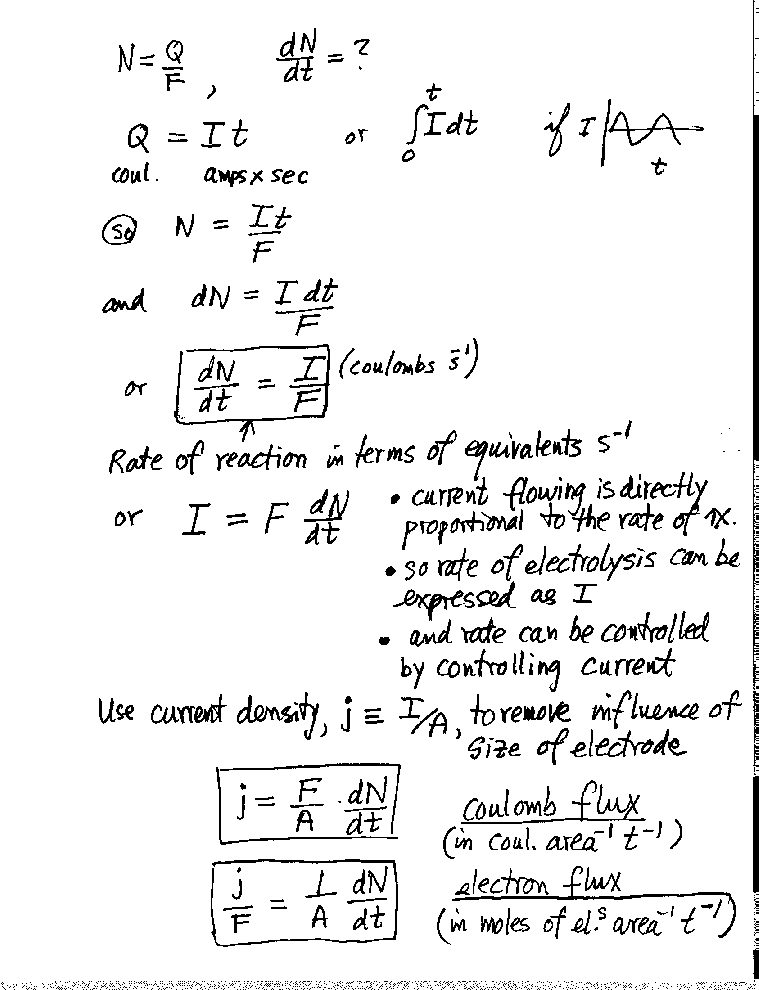 N = Q/F , dN/dt = ?
Q = I t or ∫₀ᵗ I dt if I t
coul. amps x sec
So N = It/F
and dN = I dt/F
or dN/dt = I/F (coulombs s⁻¹)
Rate of reaction in terms of equivalents s⁻¹
or I = F dN/dt • current flowing is directly
proportional to the rate of rx.
• so rate of electrolysis can be
expressed as I
• and rate can be controlled
by controlling current
Use current density, j ≡ I/A, to remove influence of
size of electrode
j = F/A · dN/dt coulomb flux
(in coul. area⁻¹ t⁻¹)
j/F = 1/A dN/dt electron flux
(in moles of el.s area⁻¹ t⁻¹)